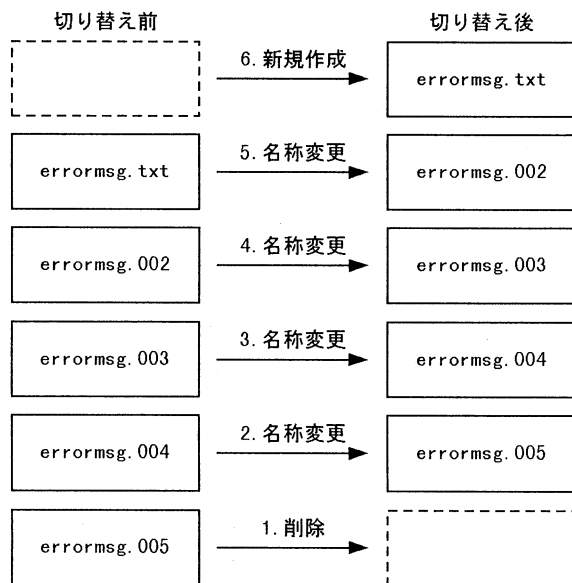 切り替え前 切り替え後
6. 新規作成
errormsg.txt
5. 名称変更
errormsg.txt errormsg.002
4. 名称変更
errormsg.002 errormsg.003
3. 名称変更
errormsg.003 errormsg.004
2. 名称変更
errormsg.004 errormsg.005
1. 削除
errormsg.005